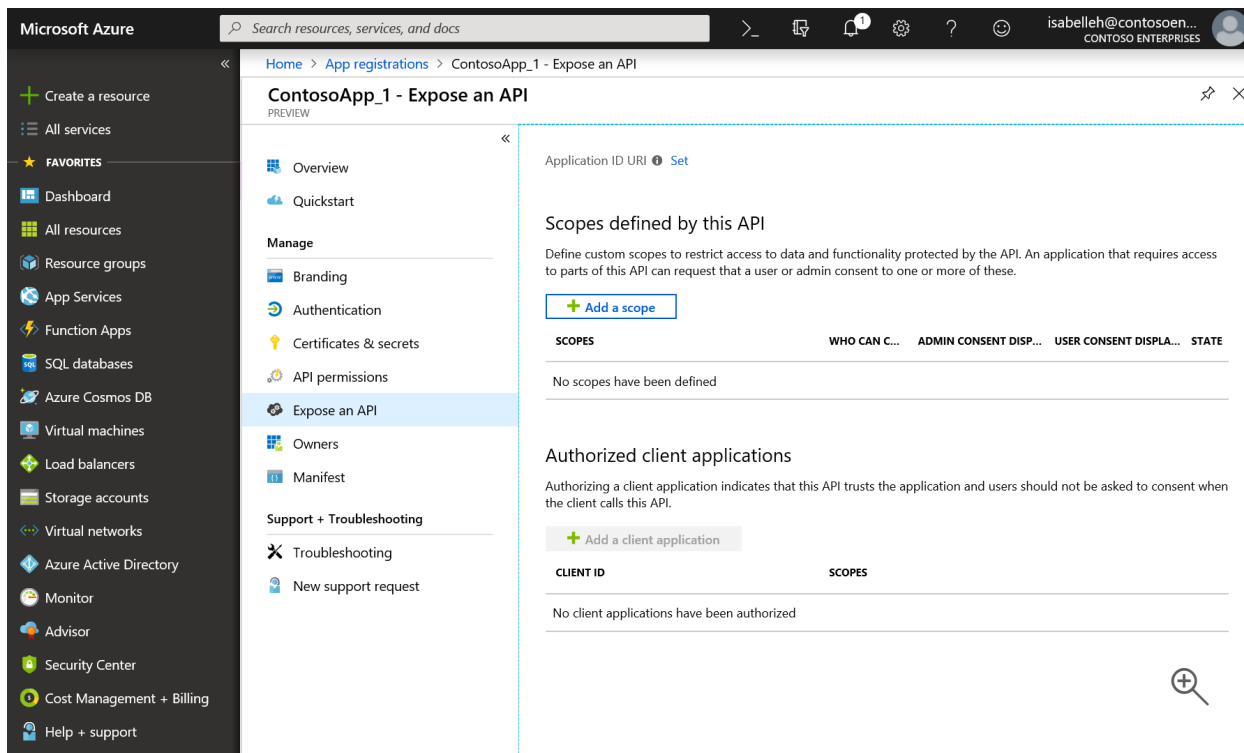 Microsoft Azure
Search resources, services, and docs
1
isabelleh@contosoen...
CONTOSO ENTERPRISES
Create a resource
All services
FAVORITES
Dashboard
All resources
Resource groups
App Services
Function Apps
SQL databases
Azure Cosmos DB
Virtual machines
Load balancers
Storage accounts
Virtual networks
Azure Active Directory
Monitor
Advisor
Security Center
Cost Management + Billing
Help + support
Home > App registrations > ContosoApp_1 - Expose an API
ContosoApp_1 - Expose an API
PREVIEW
Overview
Quickstart
Manage
Branding
Authentication
Certificates & secrets
API permissions
Expose an API
Owners
Manifest
Support + Troubleshooting
Troubleshooting
New support request
Application ID URI Set
Scopes defined by this API
Define custom scopes to restrict access to data and functionality protected by the API. An application that requires access
to parts of this API can request that a user or admin consent to one or more of these.
Add a scope
SCOPES WHO CAN C... ADMIN CONSENT DISP... USER CONSENT DISPLA... STATE
No scopes have been defined
Authorized client applications
Authorizing a client application indicates that this API trusts the application and users should not be asked to consent when
the client calls this API.
Add a client application
CLIENT ID SCOPES
No client applications have been authorized